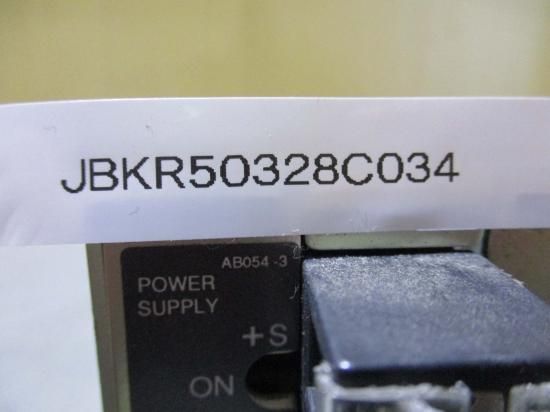 JBKR50328C034
AB054-3
POWER
SUPPLY
+S
ON